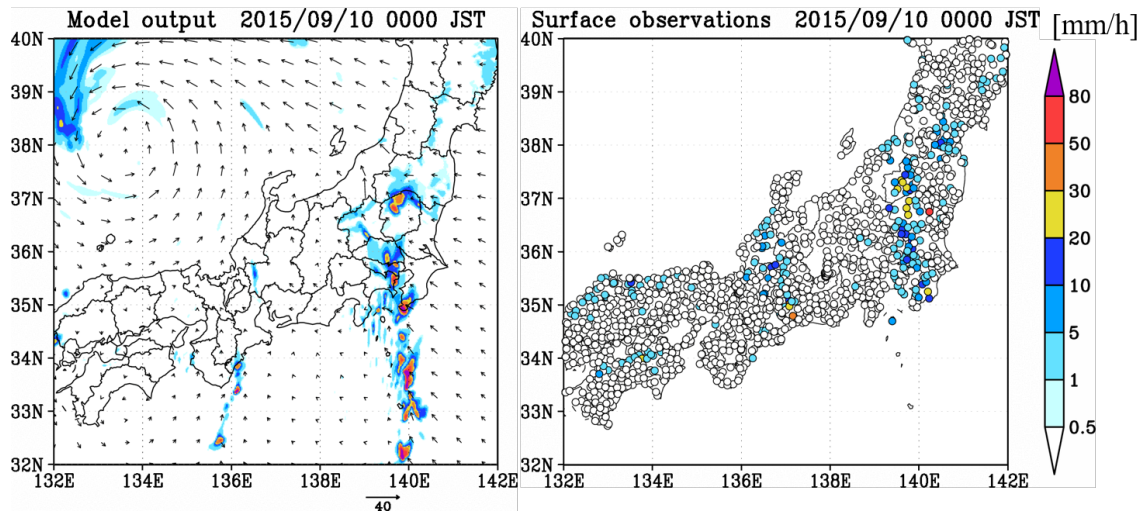 Model output 2015/09/10 0000 JST
Surface observations 2015/09/10 0000 JST
[mm/h]
40N
39N
38N
37N
36N
35N
34N
33N
32N
132E 134E 136E 138E 140E 142E
40
40N
39N
38N
37N
36N
35N
34N
33N
32N
132E 134E 136E 138E 140E 142E
80
50
30
20
10
5
1
0.5